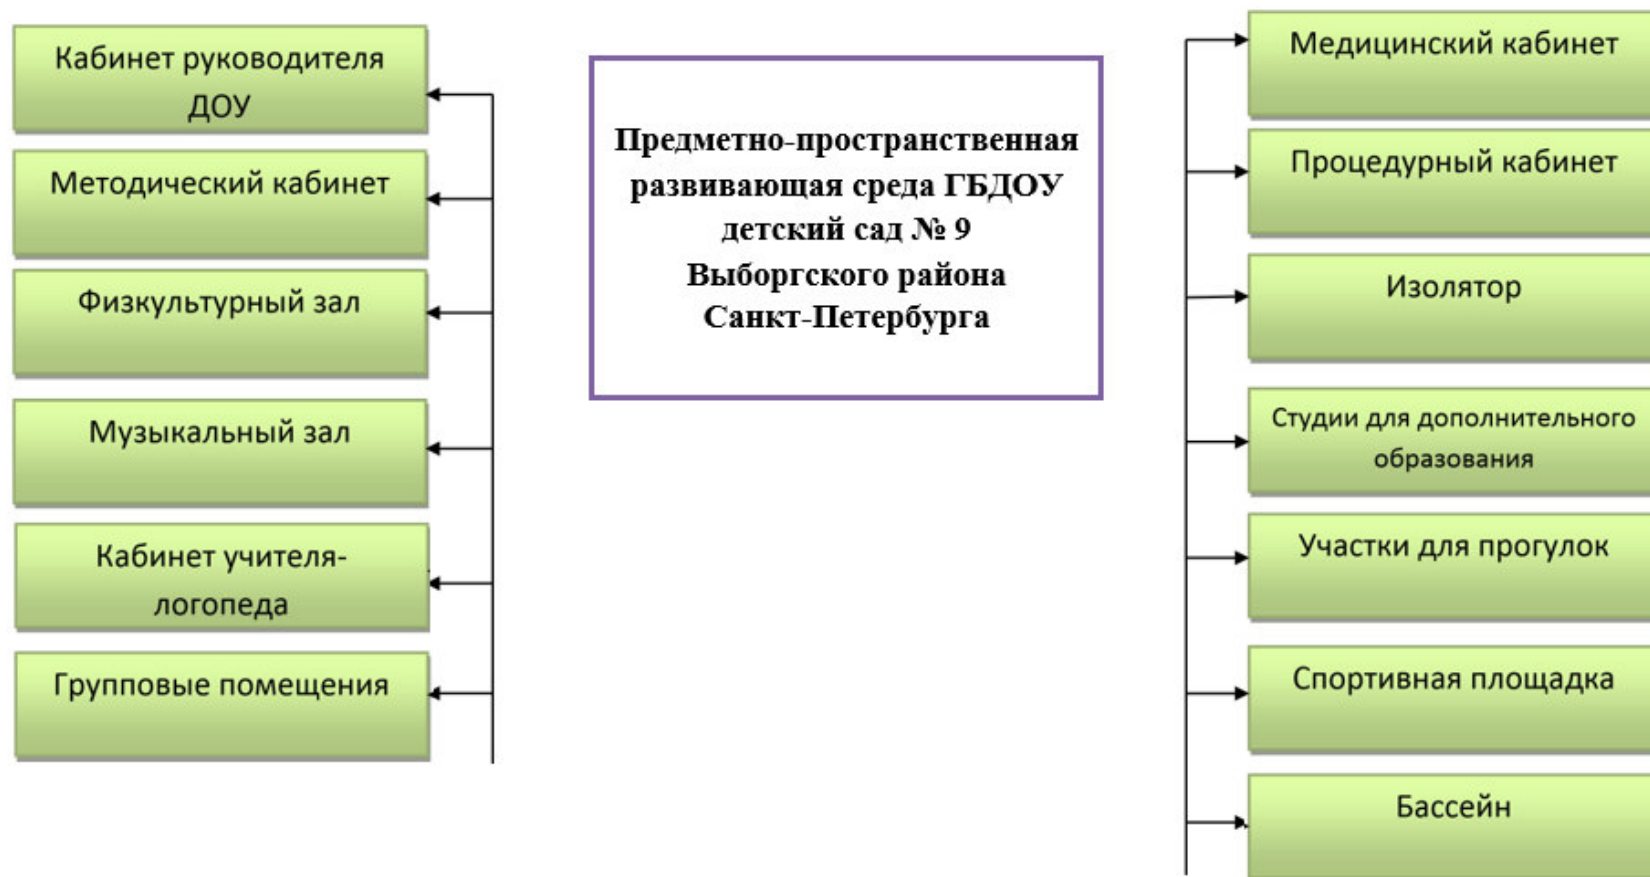 Кабинет руководителя
ДОУ
Методический кабинет
Физкультурный зал
Музыкальный зал
Кабинет учителя-
логопеда
Групповые помещения
Предметно-пространственная
развивающая среда ГБДОУ
детский сад № 9
Выборгского района
Санкт-Петербурга
Медицинский кабинет
Процедурный кабинет
Изолятор
Студии для дополнительного
образования
Участки для прогулок
Спортивная площадка
Бассейн